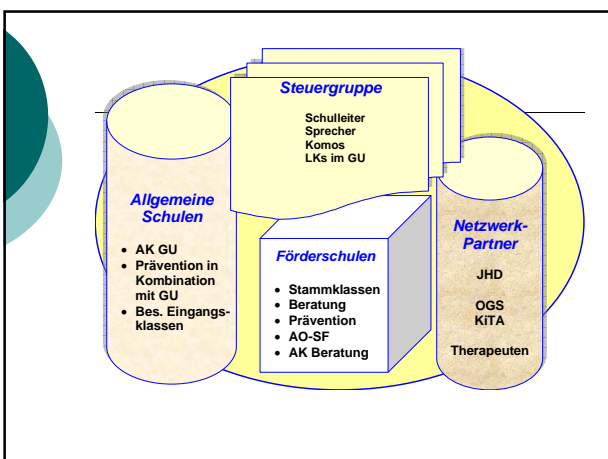 Steuergruppe
Schulleiter
Sprecher
Komos
LKs im GU
Allgemeine
Schulen
• AK GU
• Prävention in
Kombination
mit GU
• Bes. Eingangs-
klassen
Förderschulen
• Stammklassen
• Beratung
• Prävention
• AO-SF
• AK Beratung
Netzwerk-
Partner
JHD
OGS
KiTA
Therapeuten